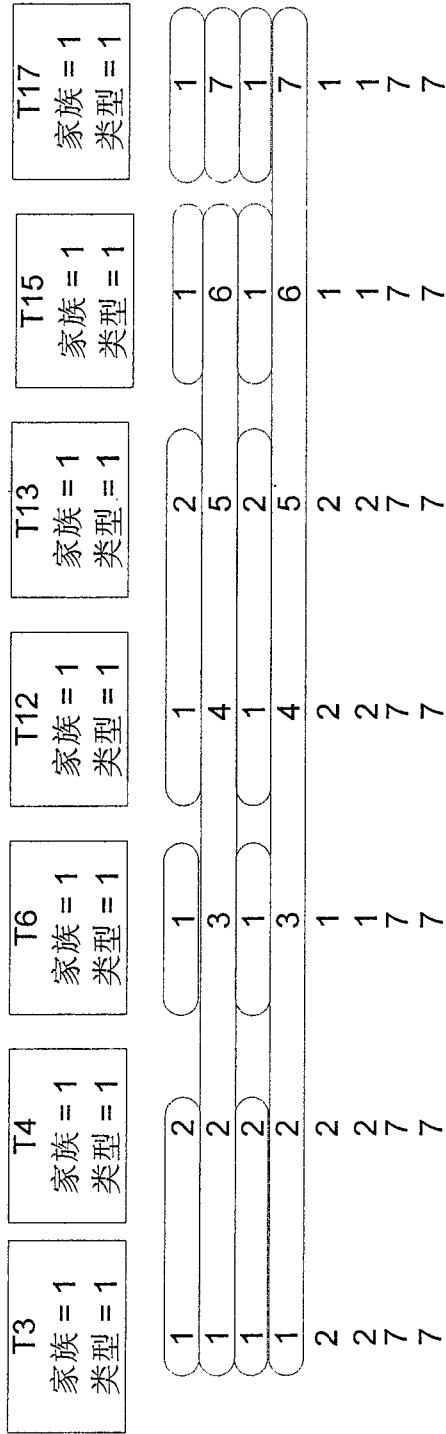 T3 T4 T6 T12 T13 T15 T17
家族 = 1 家族 = 1 家族 = 1 家族 = 1 家族 = 1 家族 = 1 家族 = 1
类型 = 1 类型 = 1 类型 = 1 类型 = 1 类型 = 1 类型 = 1 类型 = 1
1 2 1 1 2 1 1
1 2 3 4 5 6 7
1 2 1 1 2 1 1
1 2 3 4 5 6 7
2 2 1 2 2 1 1
2 2 1 2 2 1 1
7 7 7 7 7 7 7
7 7 7 7 7 7 7